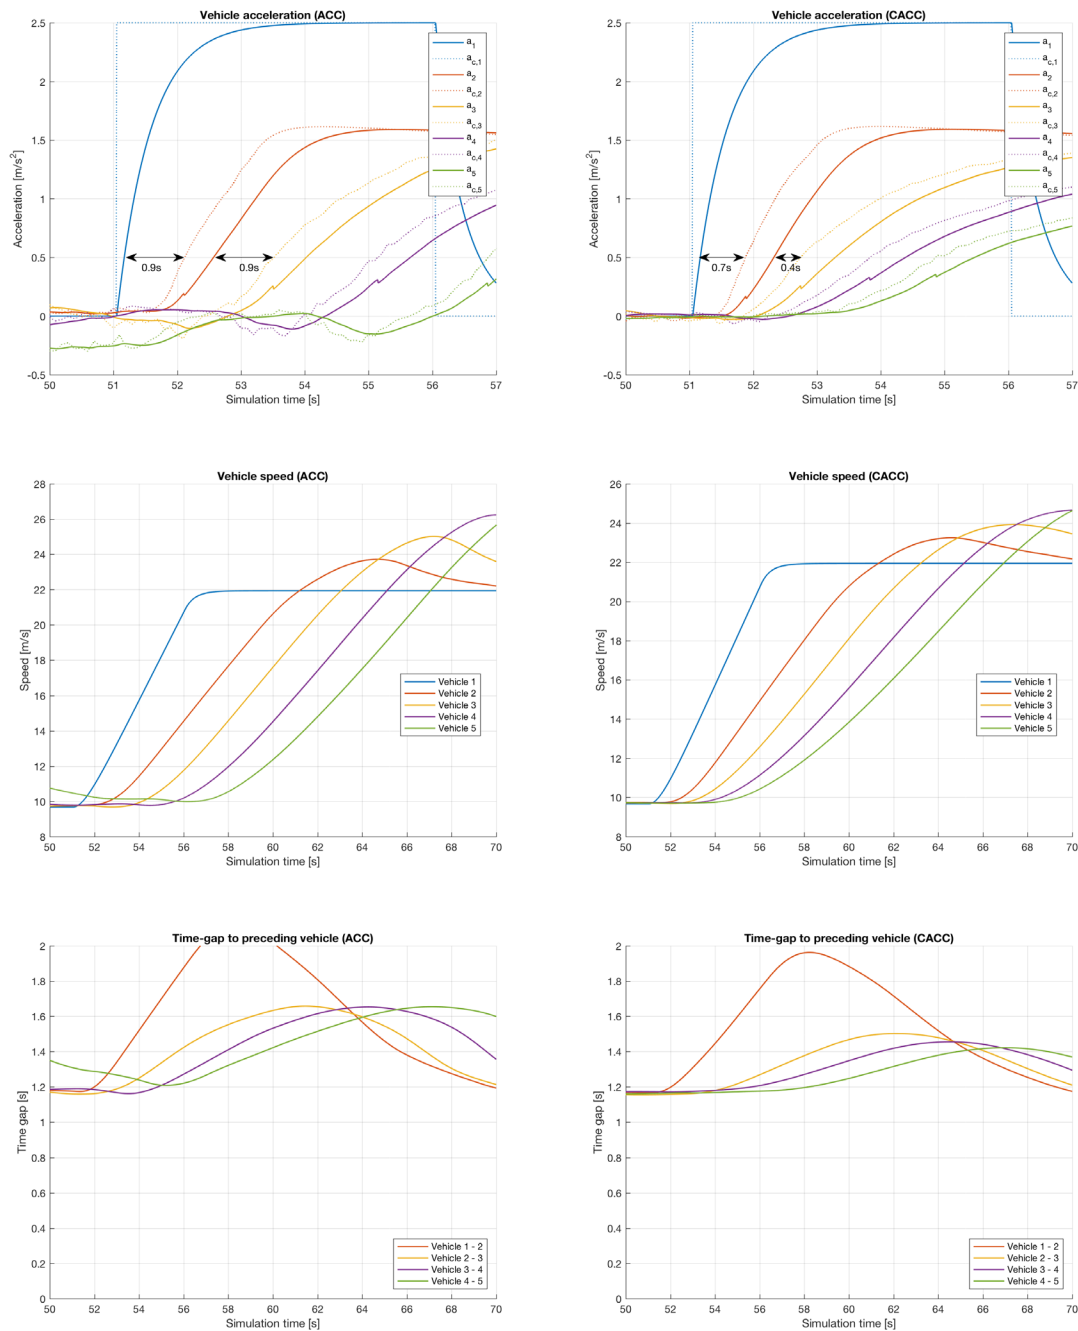 Vehicle acceleration (ACC)
2.5
2
1.5
1
0.5
0
-0.5
Acceleration [m/s²]
a1
ac,1
a2
ac,2
a3
ac,3
a4
ac,4
a5
ac,5
0.9s
0.9s
50 51 52 53 54 55 56 57
Simulation time [s]
Vehicle acceleration (CACC)
2.5
2
1.5
1
0.5
0
-0.5
Acceleration [m/s²]
a1
ac,1
a2
ac,2
a3
ac,3
a4
ac,4
a5
ac,5
0.7s
0.4s
50 51 52 53 54 55 56 57
Simulation time [s]
Vehicle speed (ACC)
28
26
24
22
20
18
16
14
12
10
8
Speed [m/s]
Vehicle 1
Vehicle 2
Vehicle 3
Vehicle 4
Vehicle 5
50 52 54 56 58 60 62 64 66 68 70
Simulation time [s]
Vehicle speed (CACC)
26
24
22
20
18
16
14
12
10
8
Speed [m/s]
Vehicle 1
Vehicle 2
Vehicle 3
Vehicle 4
Vehicle 5
50 52 54 56 58 60 62 64 66 68 70
Simulation time [s]
Time-gap to preceding vehicle (ACC)
2
1.8
1.6
1.4
1.2
1
0.8
0.6
0.4
0.2
0
Time gap [s]
Vehicle 1 - 2
Vehicle 2 - 3
Vehicle 3 - 4
Vehicle 4 - 5
50 52 54 56 58 60 62 64 66 68 70
Simulation time [s]
Time-gap to preceding vehicle (CACC)
2
1.8
1.6
1.4
1.2
1
0.8
0.6
0.4
0.2
0
Time gap [s]
Vehicle 1 - 2
Vehicle 2 - 3
Vehicle 3 - 4
Vehicle 4 - 5
50 52 54 56 58 60 62 64 66 68 70
Simulation time [s]